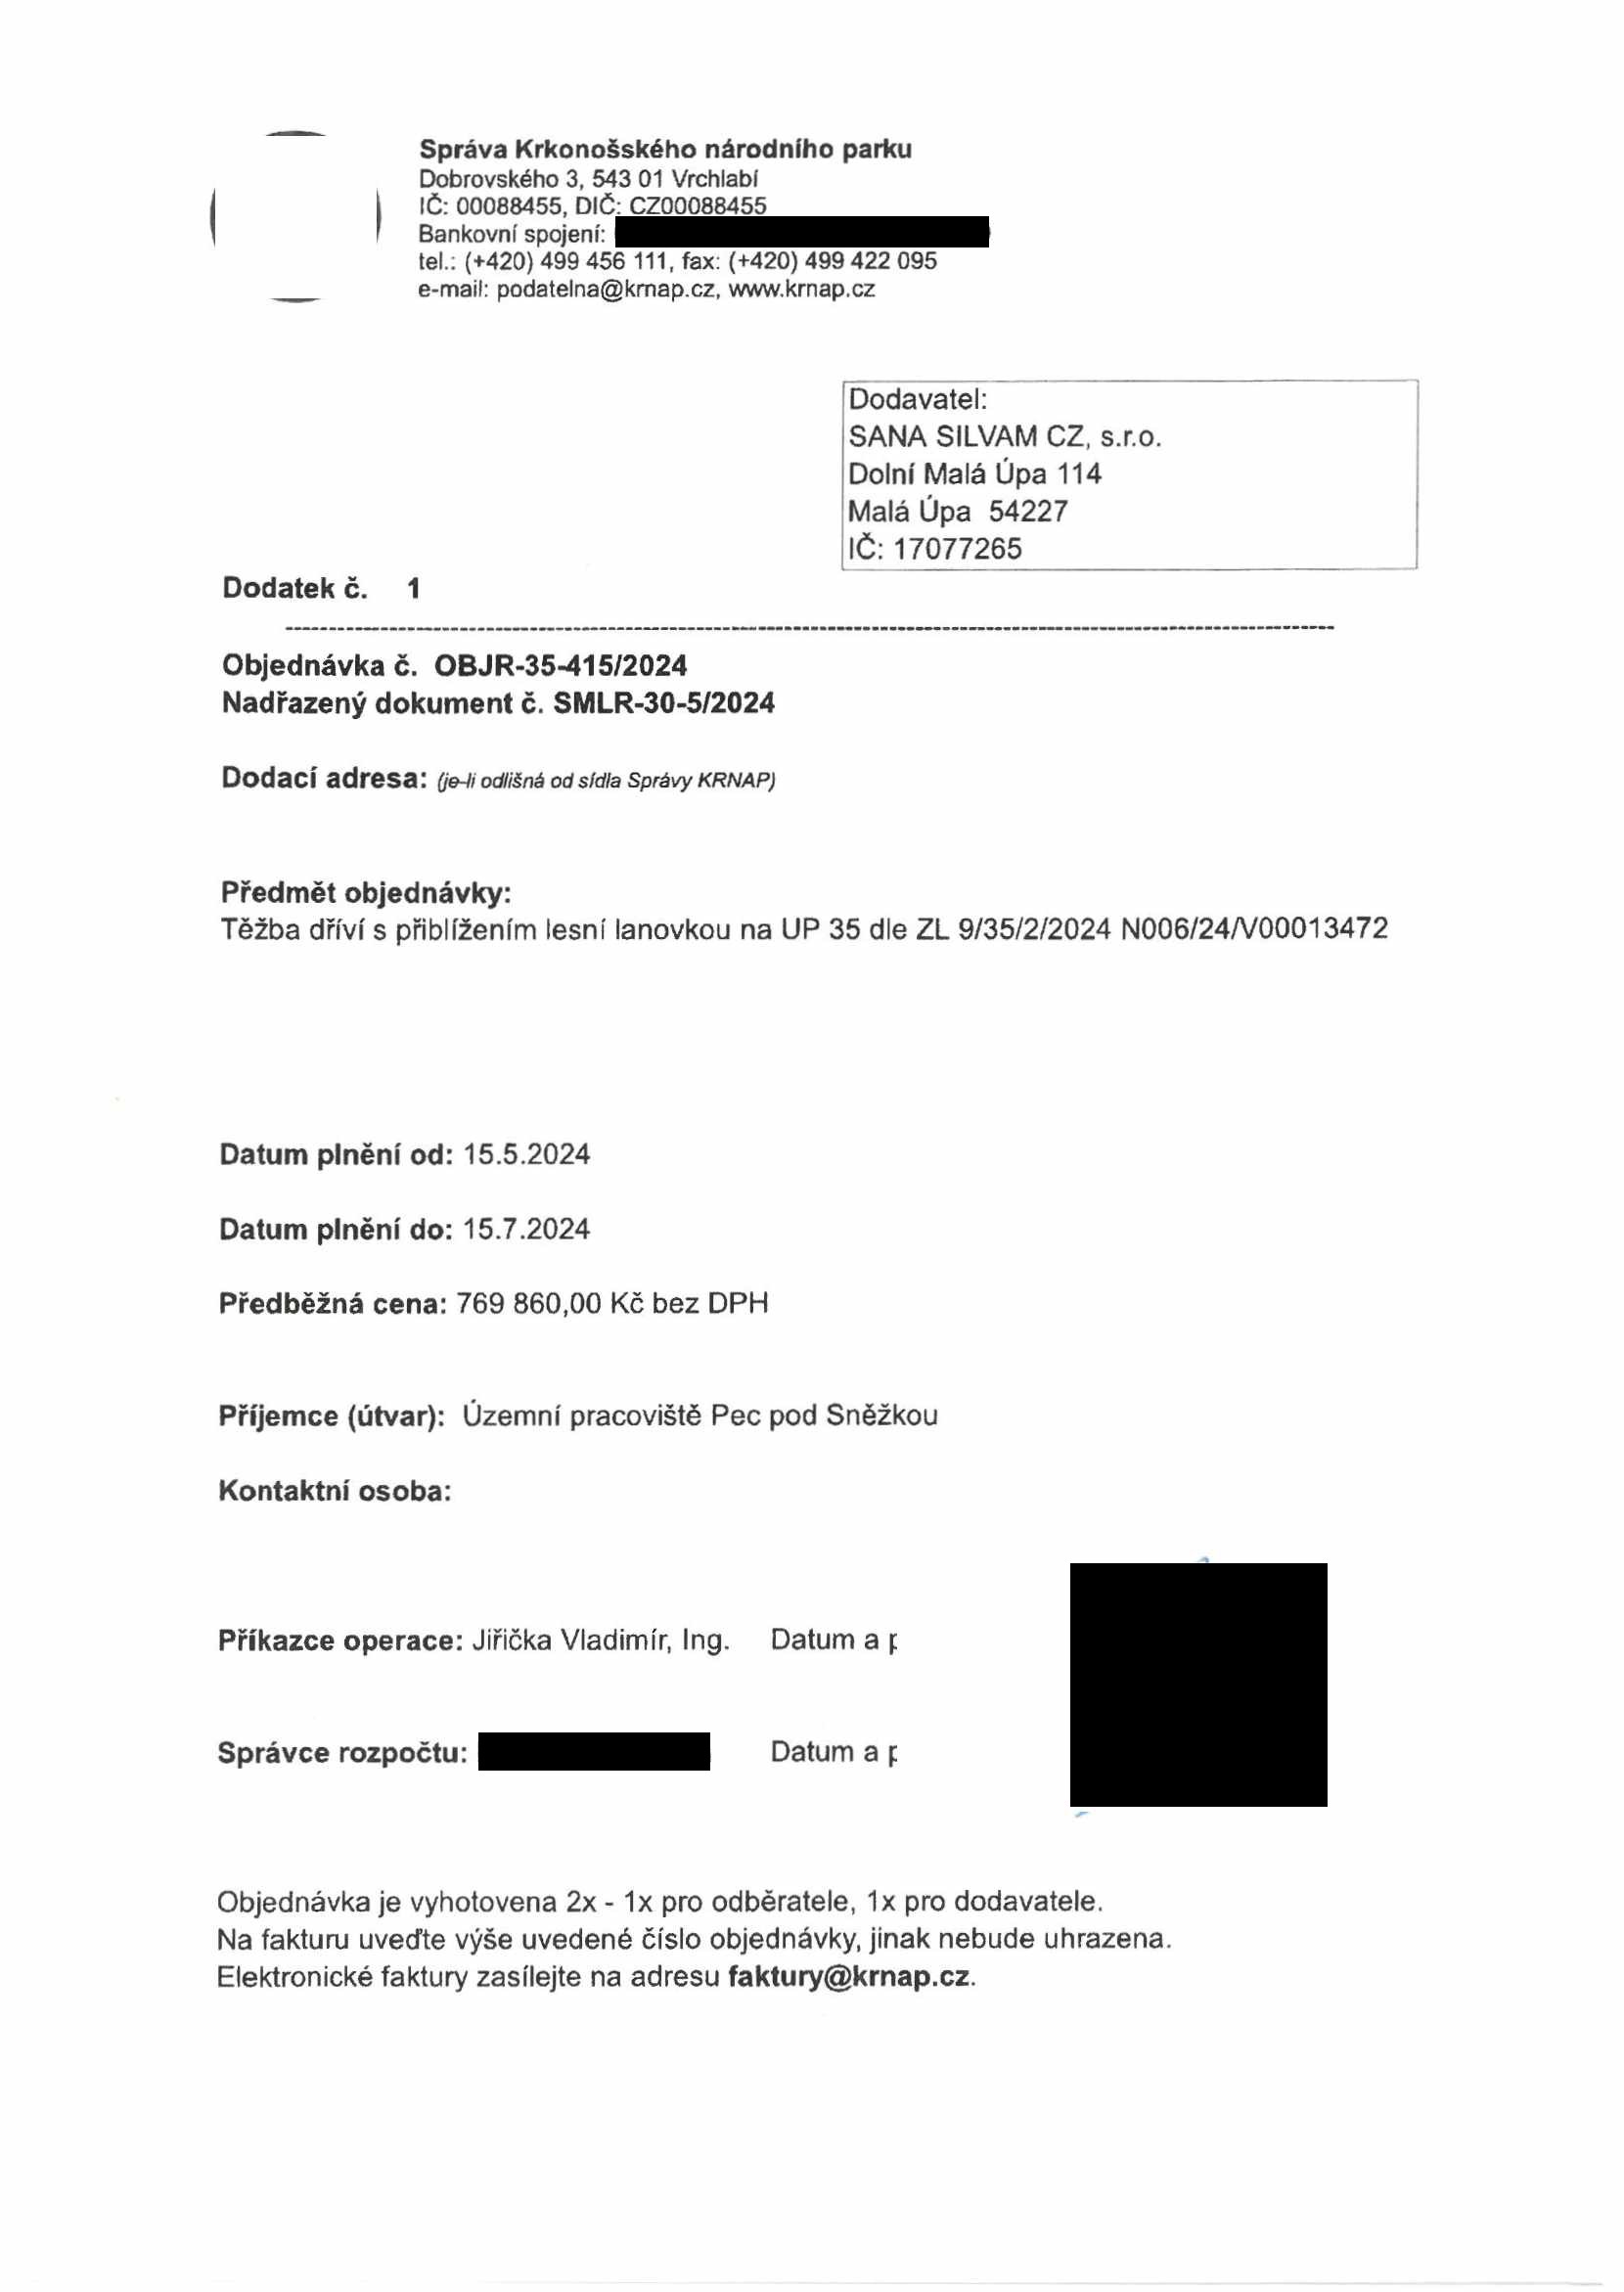 Správa Krkonošského národního parku
Dobrovského 3, 543 01 Vrchlabí
IČ: 00088455, DIČ: CZ00088455
Bankovní spojení:
tel.: (+420) 499 456 111, fax: (+420) 499 422 095
e-mail: podatelna@krnap.cz, www.krnap.cz
Dodavatel:
SANA SILVAM CZ, s.r.o.
Dolní Malá Úpa 114
Malá Úpa 54227
IČ: 17077265
Dodatek č. 1
Objednávka č. OBJR-35-415/2024
Nadřazený dokument č. SMLR-30-5/2024
Dodací adresa: (je-li odlišná od sídla Správy KRNAP)
Předmět objednávky:
Těžba dříví s přiblížením lesní lanovkou na UP 35 dle ZL 9/35/2/2024 N006/24/V00013472
Datum plnění od: 15.5.2024
Datum plnění do: 15.7.2024
Předběžná cena: 769 860,00 Kč bez DPH
Příjemce (útvar): Územní pracoviště Pec pod Sněžkou
Kontaktní osoba:
Příkazce operace: Jiřička Vladimír, Ing. Datum a
Správce rozpočtu: Datum a
Objednávka je vyhotovena 2x - 1x pro odběratele, 1x pro dodavatele.
Na fakturu uveďte výše uvedené číslo objednávky, jinak nebude uhrazena.
Elektronické faktury zasílejte na adresu faktury@krnap.cz.